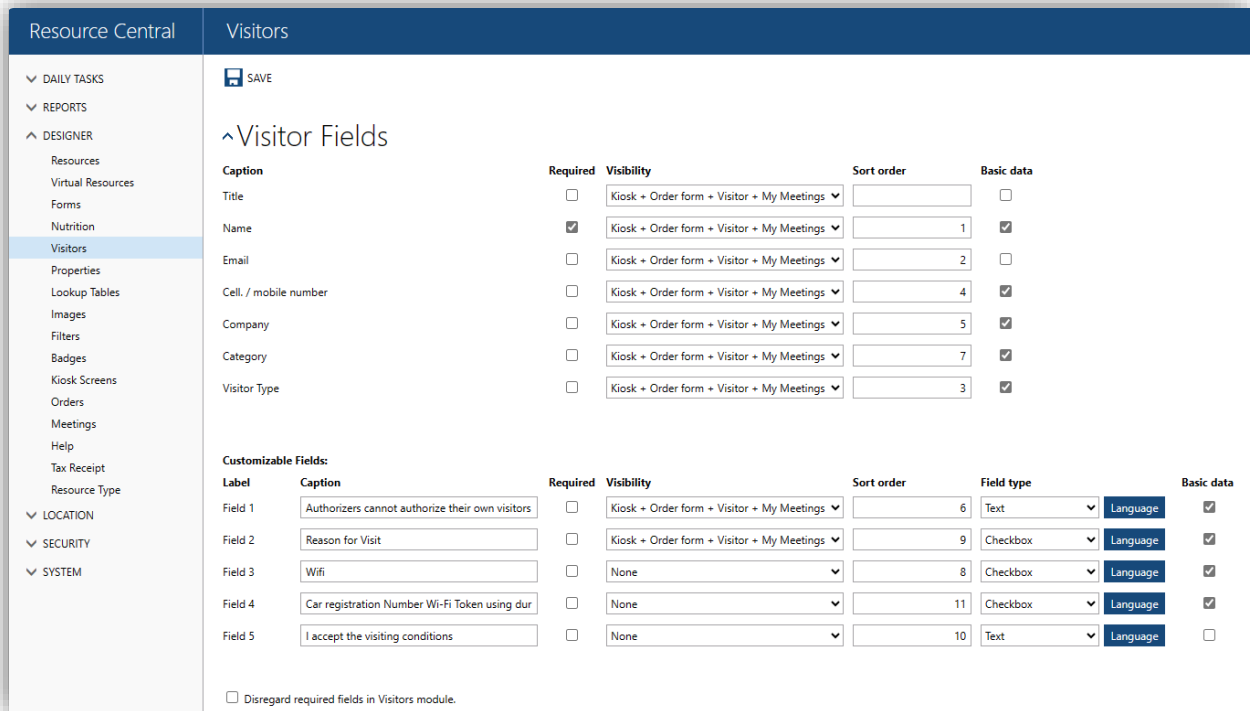 Resource Central
Visitors
DAILY TASKS
REPORTS
DESIGNER
Resources
Virtual Resources
Forms
Nutrition
Visitors
Properties
Lookup Tables
Images
Filters
Badges
Kiosk Screens
Orders
Meetings
Help
Tax Receipt
Resource Type
LOCATION
SECURITY
SYSTEM
SAVE
Visitor Fields
Caption Required Visibility Sort order Basic data
Title Kiosk + Order form + Visitor + My Meetings
Name Kiosk + Order form + Visitor + My Meetings 1
Email Kiosk + Order form + Visitor + My Meetings 2
Cell. / mobile number Kiosk + Order form + Visitor + My Meetings 4
Company Kiosk + Order form + Visitor + My Meetings 5
Category Kiosk + Order form + Visitor + My Meetings 7
Visitor Type Kiosk + Order form + Visitor + My Meetings 3
Customizable Fields:
Label Caption Required Visibility Sort order Field type Basic data
Field 1 Authorizers cannot authorize their own visitors Kiosk + Order form + Visitor + My Meetings 6 Text Language
Field 2 Reason for Visit Kiosk + Order form + Visitor + My Meetings 9 Checkbox Language
Field 3 Wifi None 8 Checkbox Language
Field 4 Car registration Number Wi-Fi Token using dur None 11 Checkbox Language
Field 5 I accept the visiting conditions None 10 Text Language
Disregard required fields in Visitors module.